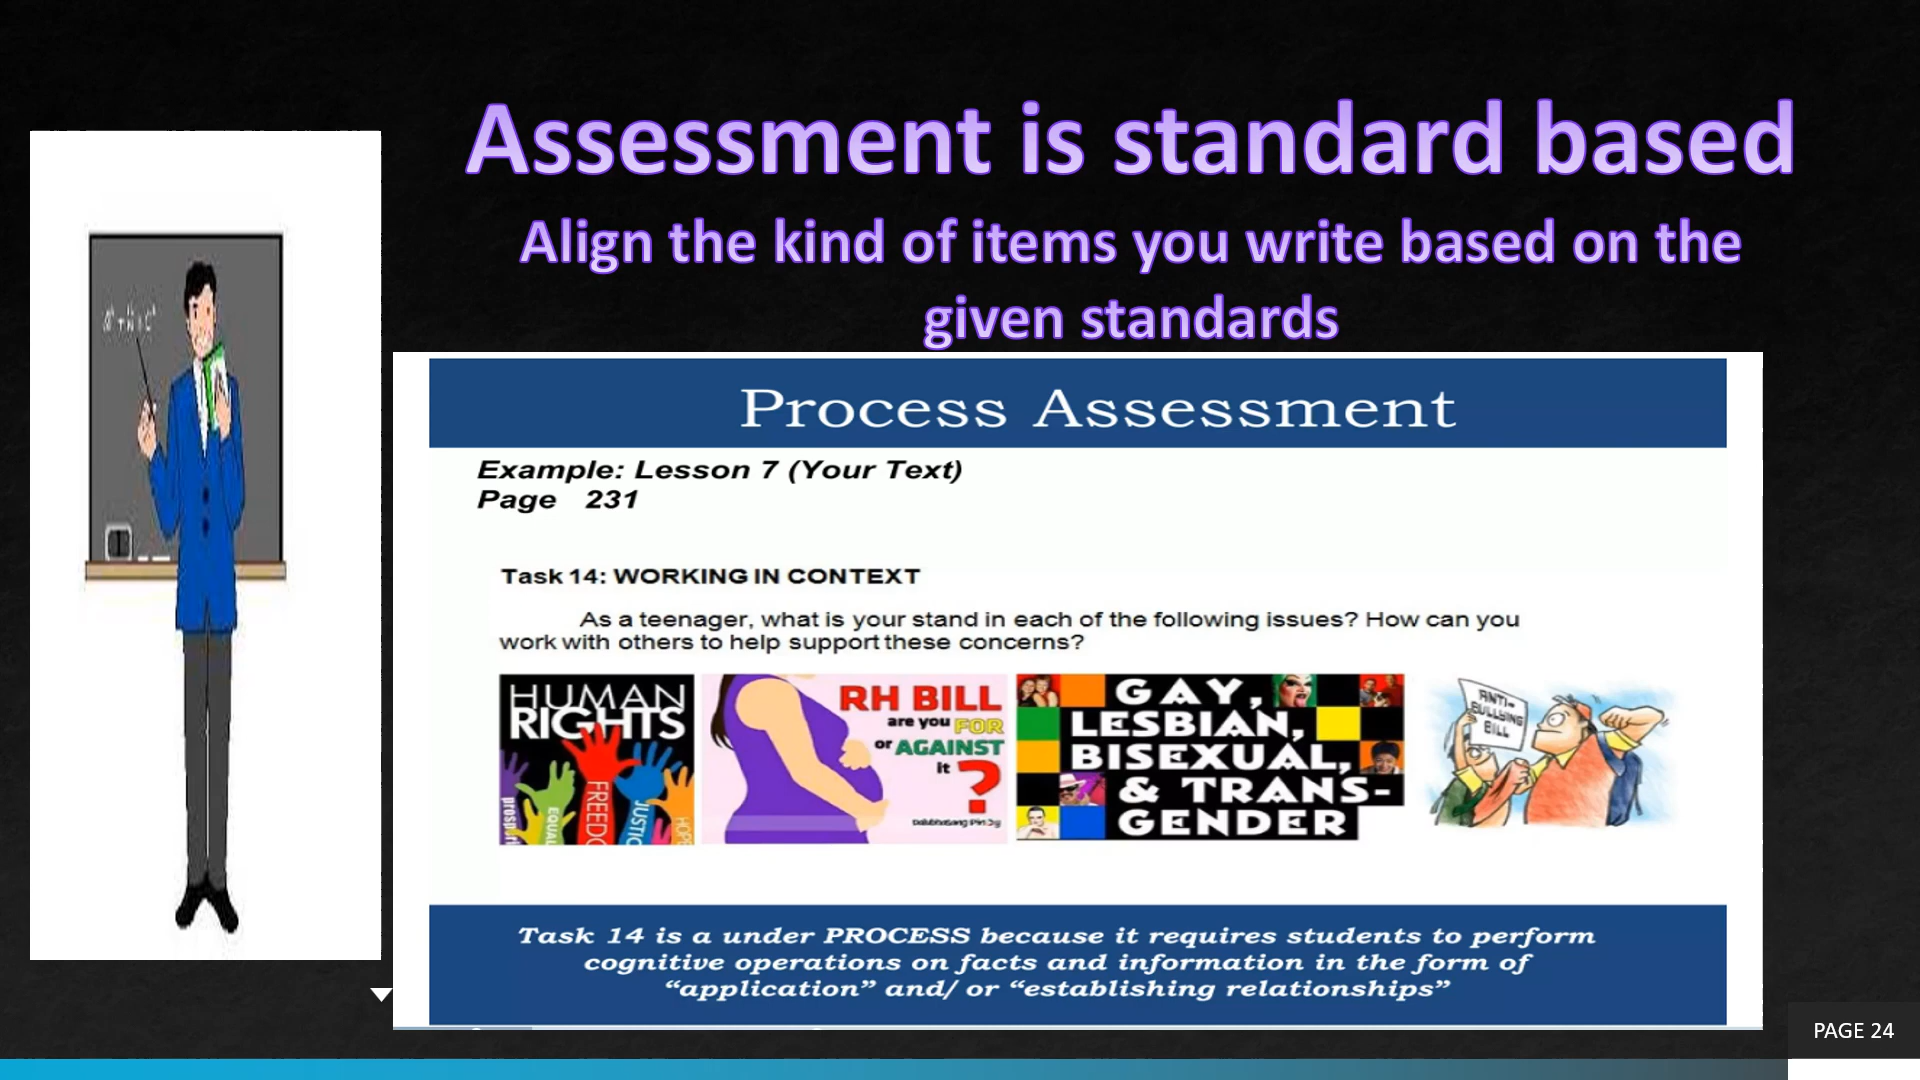 Assessment is standard based
Align the kind of items you write based on the
given standards
Process Assessment
Example: Lesson 7 (Your Text)
Page 231
Task 14: WORKING IN CONTEXT
As a teenager, what is your stand in each of the following issues? How can you
work with others to help support these concerns?
HUMAN
RIGHTS
FREEDO
JUSTIC
EQUAL
HOPE
prosperi
RH BILL
are you FOR
or AGAINST
it
?
GAY,
LESBIAN,
BISEXUAL,
& TRANS-
GENDER
ANTI-
BULLYING
BILL
Task 14 is a under PROCESS because it requires students to perform
cognitive operations on facts and information in the form of
“application” and/ or “establishing relationships”
PAGE 24